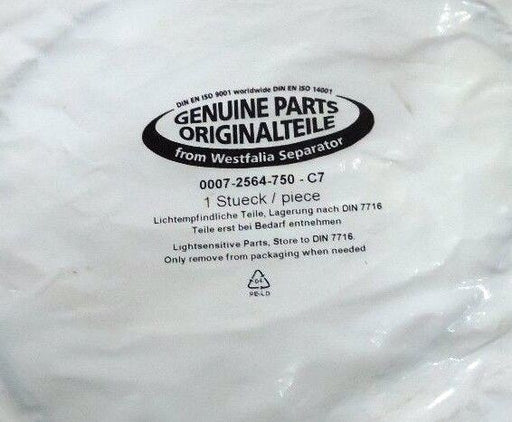 DIN EN ISO 9001 worldwide DIN EN ISO 14001
GENUINE PARTS
ORIGINALTEILE
from Westfalia Separator
0007-2564-750 - C7
1 Stueck / piece
Lichtempfindliche Teile, Lagerung nach DIN 7716
Teile erst bei Bedarf entnehmen
Lightsensitive Parts, Store to DIN 7716.
Only remove from packaging when needed
04
PE-LD